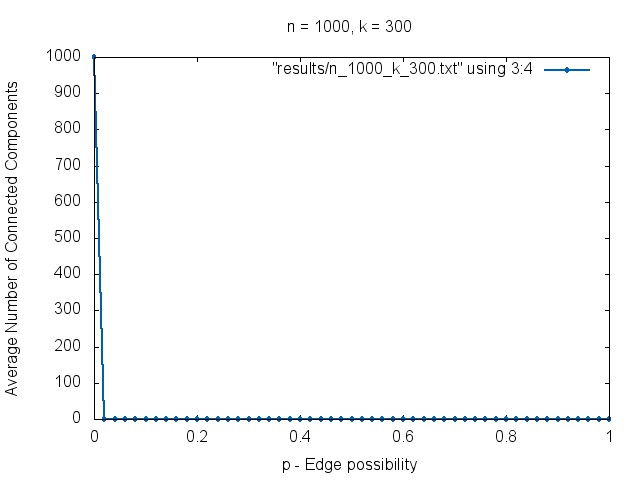 n = 1000, k = 300
"results/n_1000_k_300.txt" using 3:4
Average Number of Connected Components
1000
900
800
700
600
500
400
300
200
100
0
0 0.2 0.4 0.6 0.8 1
p - Edge possibility